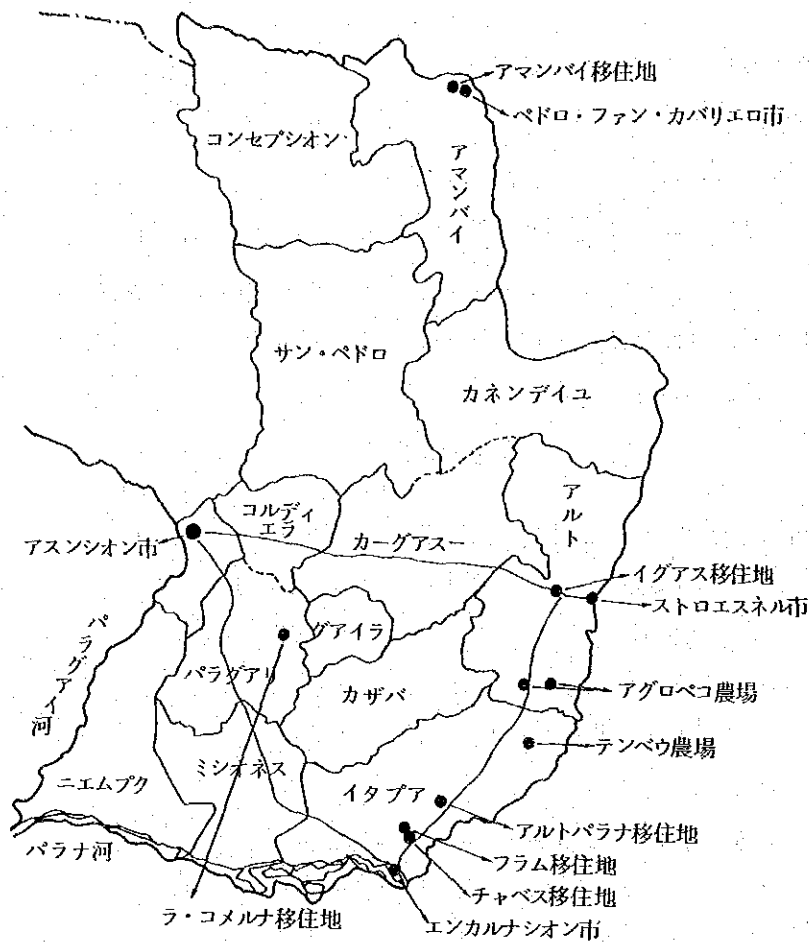 アマンバイ移住地
ペドロ・ファン・カバリエロ市
コンセプシオン
アマンバイ
サン・ペドロ
カネンデイユ
コルディ
エラ
アルト
アスンシオン市
カーグアスー
イグアス移住地
ストロエスネル市
グアイラ
パラグアイ河
パラグアリ
カザパ
アグロペコ農場
テンペウ農場
ミシオネス
ニエムプク
イタプア
アルトパラナ移住地
パラナ河
フラム移住地
チャベス移住地
ラ・コメルナ移住地
エンカルナシオン市